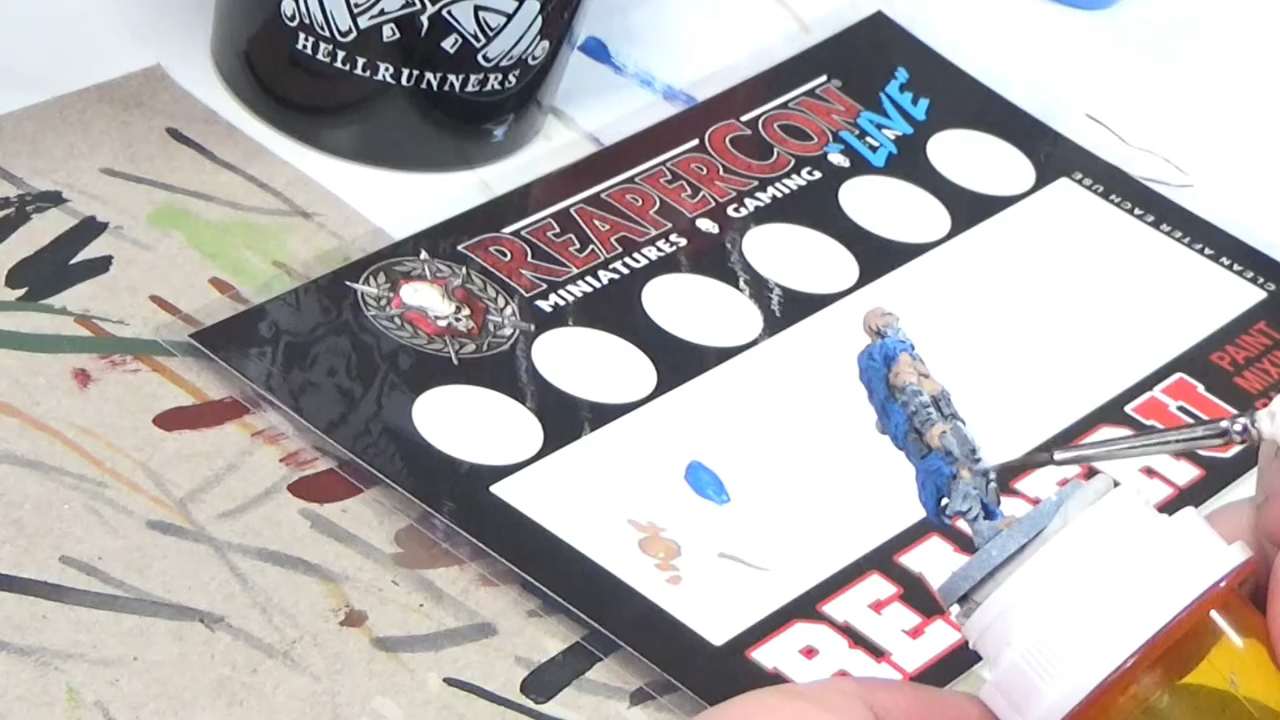 HELLRUNNERS
REAPERCON
"LIVE"
MINIATURES GAMING
CLEAN AFTER EACH USE
PAINT